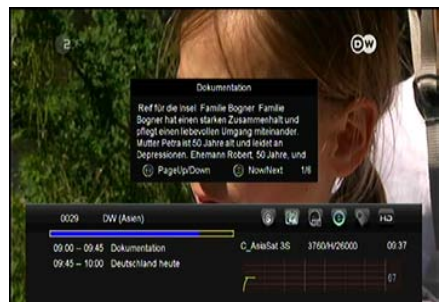 2
DW
Dokumentation
Reif für die Insel: Familie Bogner Familie
Bogner hat einen starken Zusammenhalt und
pflegt einen liebevollen Umgang miteinander.
Mutter Petra ist 50 Jahre alt und leidet an
Depressionen. Ehemann Robert, 50 Jahre, und
PageUp/Down Now/Next 1/6
0029 DW (Asien) HD
09:00 – 09:45 Dokumentation C_AsiaSat 3S 3760/H/26000 09:37
09:45 – 10:00 Deutschland heute
67